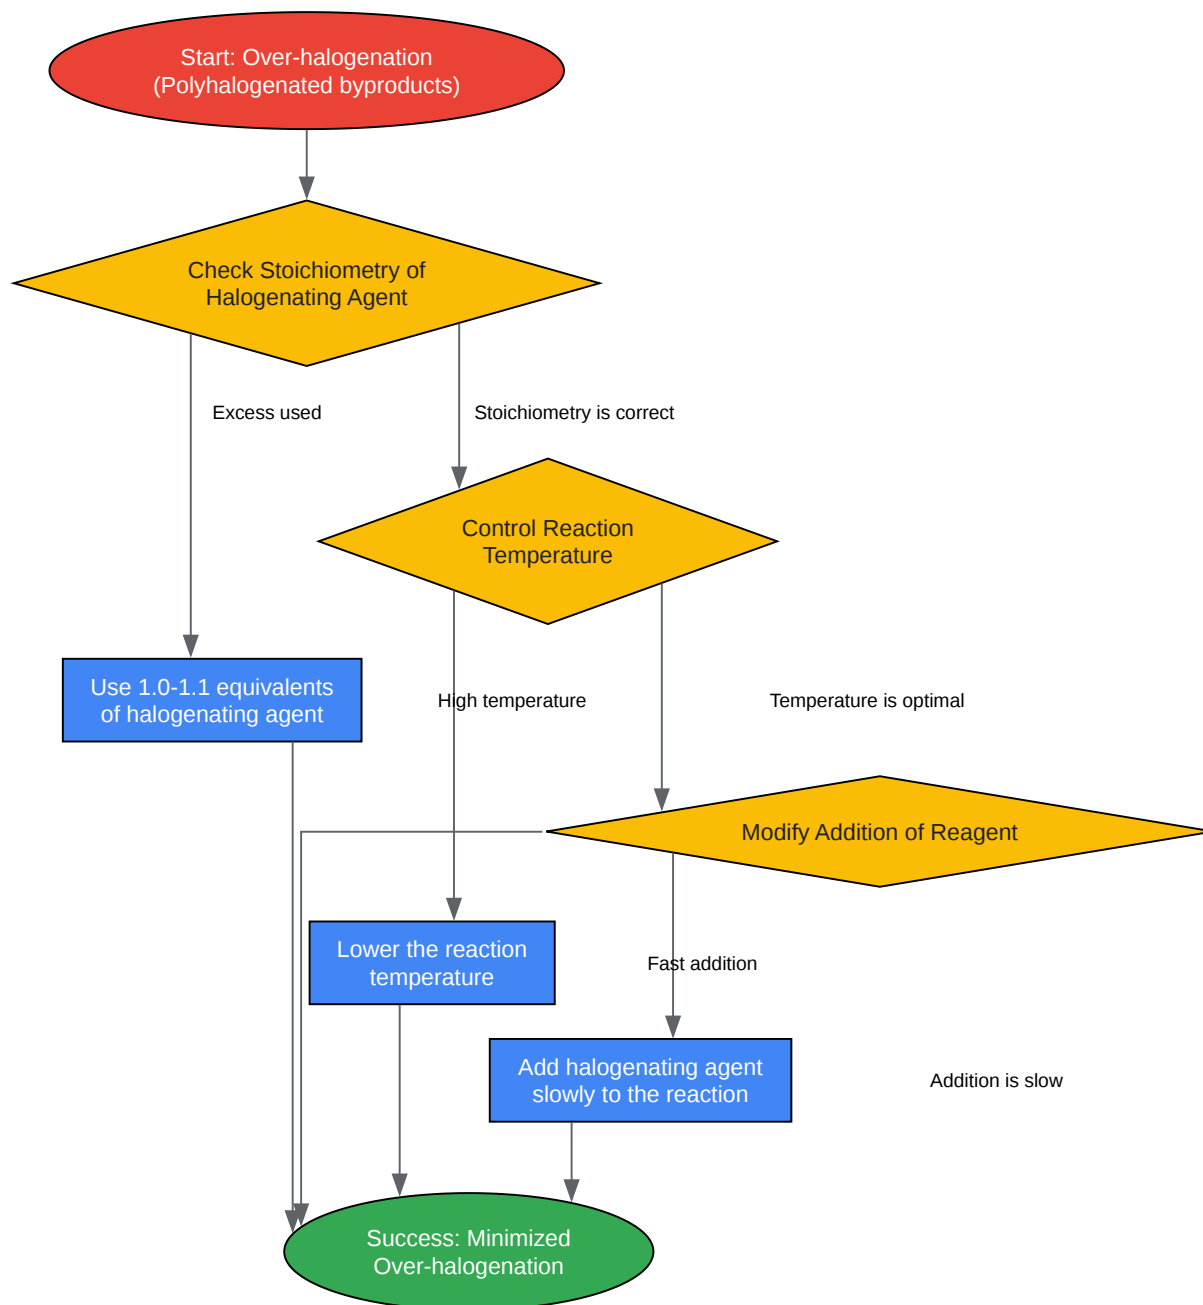 Start: Over-halogenation
(Polyhalogenated byproducts)
Check Stoichiometry of
Halogenating Agent
Excess used
Stoichiometry is correct
Control Reaction
Temperature
Use 1.0-1.1 equivalents
of halogenating agent
High temperature
Temperature is optimal
Modify Addition of Reagent
Lower the reaction
temperature
Fast addition
Add halogenating agent
slowly to the reaction
Addition is slow
Success: Minimized
Over-halogenation